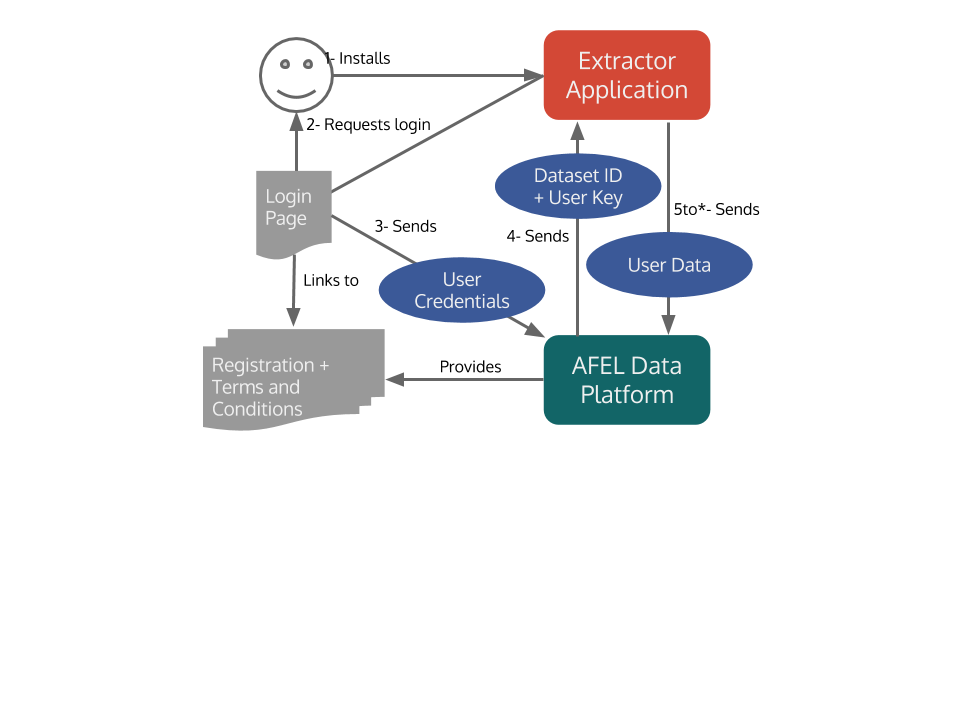 1- Installs
Extractor
Application
2- Requests login
Login
Page
Dataset ID
+ User Key
5to*- Sends
3- Sends
4- Sends
User Data
User
Credentials
Links to
Registration +
Terms and
Conditions
Provides
AFEL Data
Platform